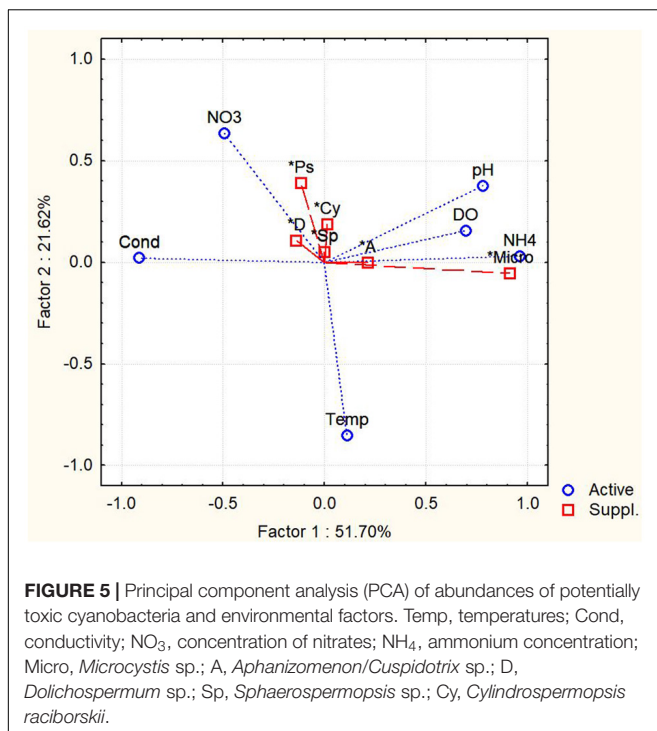 1.0
NO3
0.5
*Ps
pH
*Cy
DO
*D
*Sp
*A
NH4
Cond
*Micro
0.0
Factor 2 : 21.62%
-0.5
Temp
-1.0
-1.0 -0.5 0.0 0.5 1.0
Active
Suppl.
Factor 1 : 51.70%
FIGURE 5 | Principal component analysis (PCA) of abundances of potentially
toxic cyanobacteria and environmental factors. Temp, temperatures; Cond,
conductivity; NO₃, concentration of nitrates; NH₄, ammonium concentration;
Micro, Microcystis sp.; A, Aphanizomenon/Cuspidotrix sp.; D,
Dolichospermum sp.; Sp, Sphaerospermopsis sp.; Cy, Cylindrospermopsis
raciborskii.